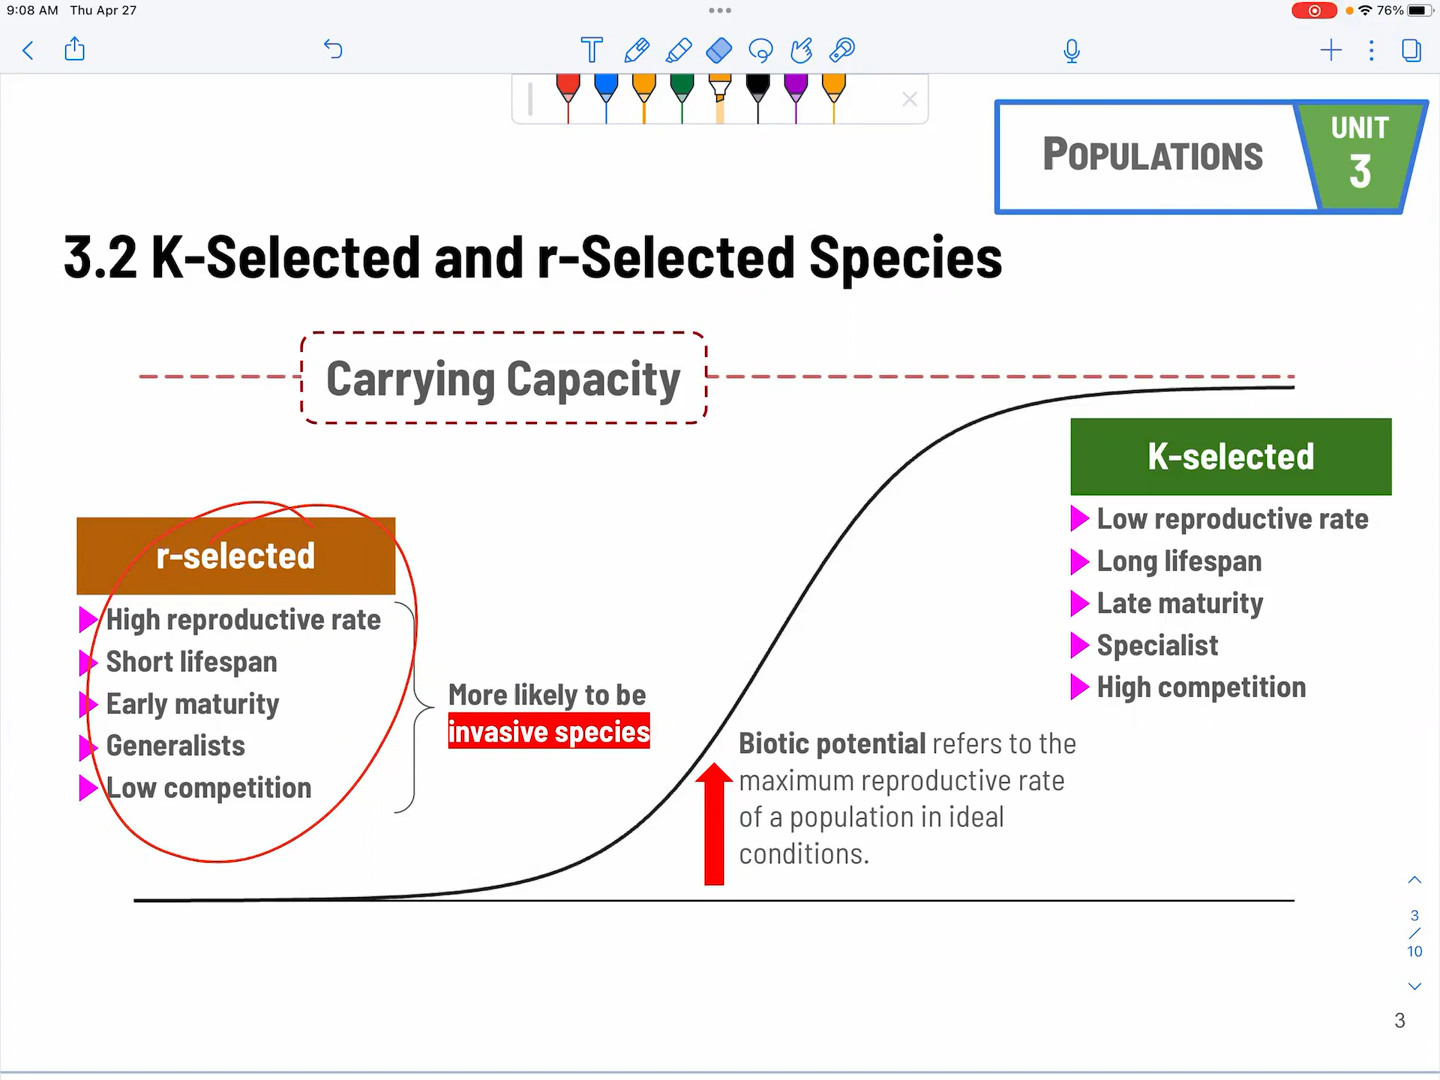 9:08 AM Thu Apr 27
76%
POPULATIONS
UNIT
3
3.2 K-Selected and r-Selected Species
Carrying Capacity
K-selected
Low reproductive rate
Long lifespan
Late maturity
Specialist
High competition
r-selected
High reproductive rate
Short lifespan
Early maturity
Generalists
Low competition
More likely to be
invasive species
Biotic potential refers to the
maximum reproductive rate
of a population in ideal
conditions.
3
/
10
3